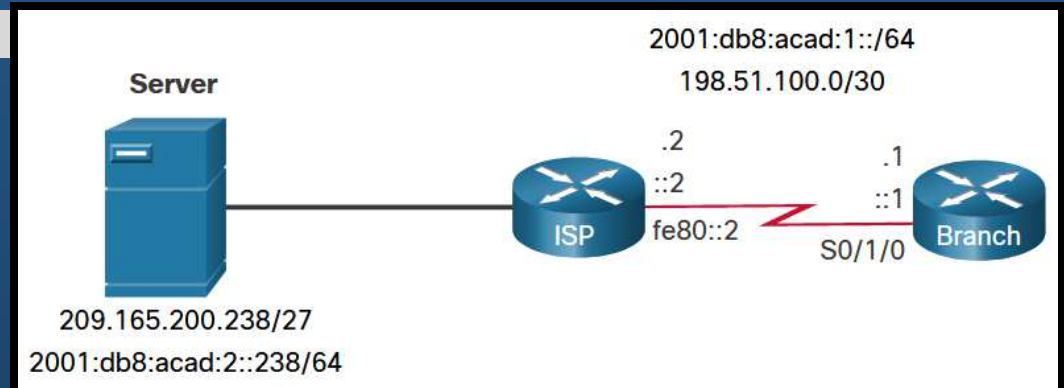 2001:db8:acad:1::/64
198.51.100.0/30
Server
.2
.1
::2
::1
ISP
fe80::2
S0/1/0
Branch
209.165.200.238/27
2001:db8:acad:2::238/64